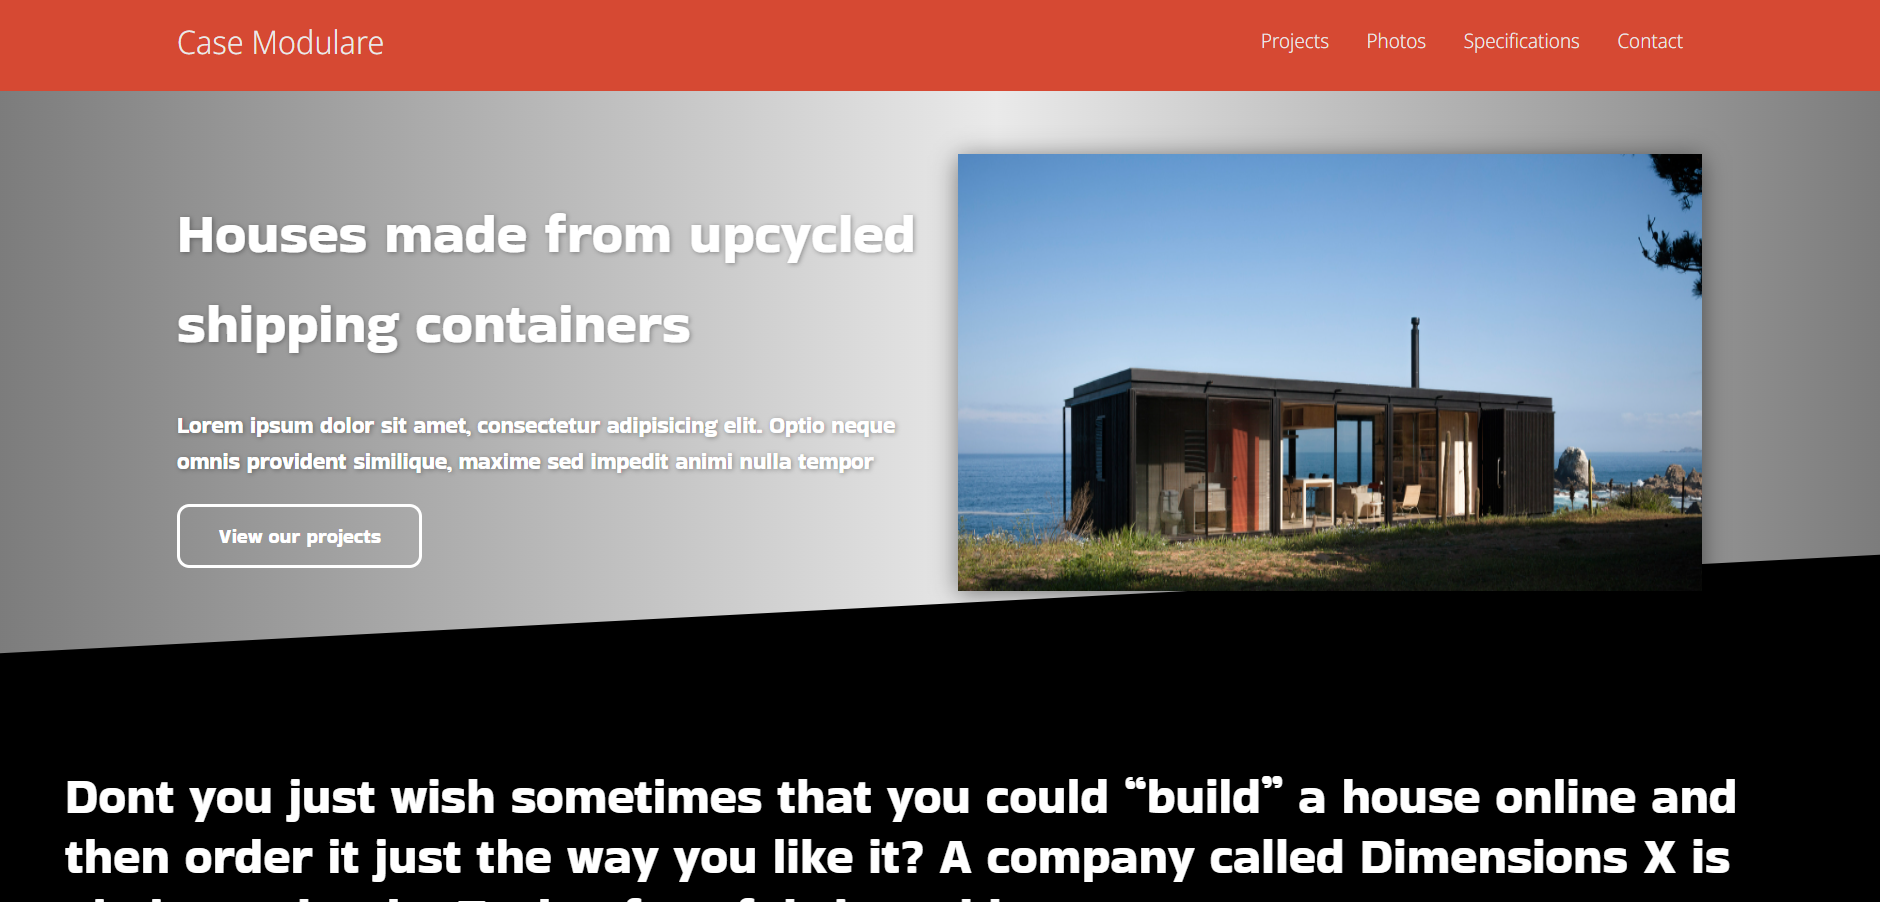 Case Modulare
Projects Photos Specifications Contact
Houses made from upcycled
shipping containers
Lorem ipsum dolor sit amet, consectetur adipisicing elit. Optio neque
omnis provident similique, maxime sed impedit animi nulla tempor
View our projects
Dont you just wish sometimes that you could “build” a house online and
then order it just the way you like it? A company called Dimensions X is